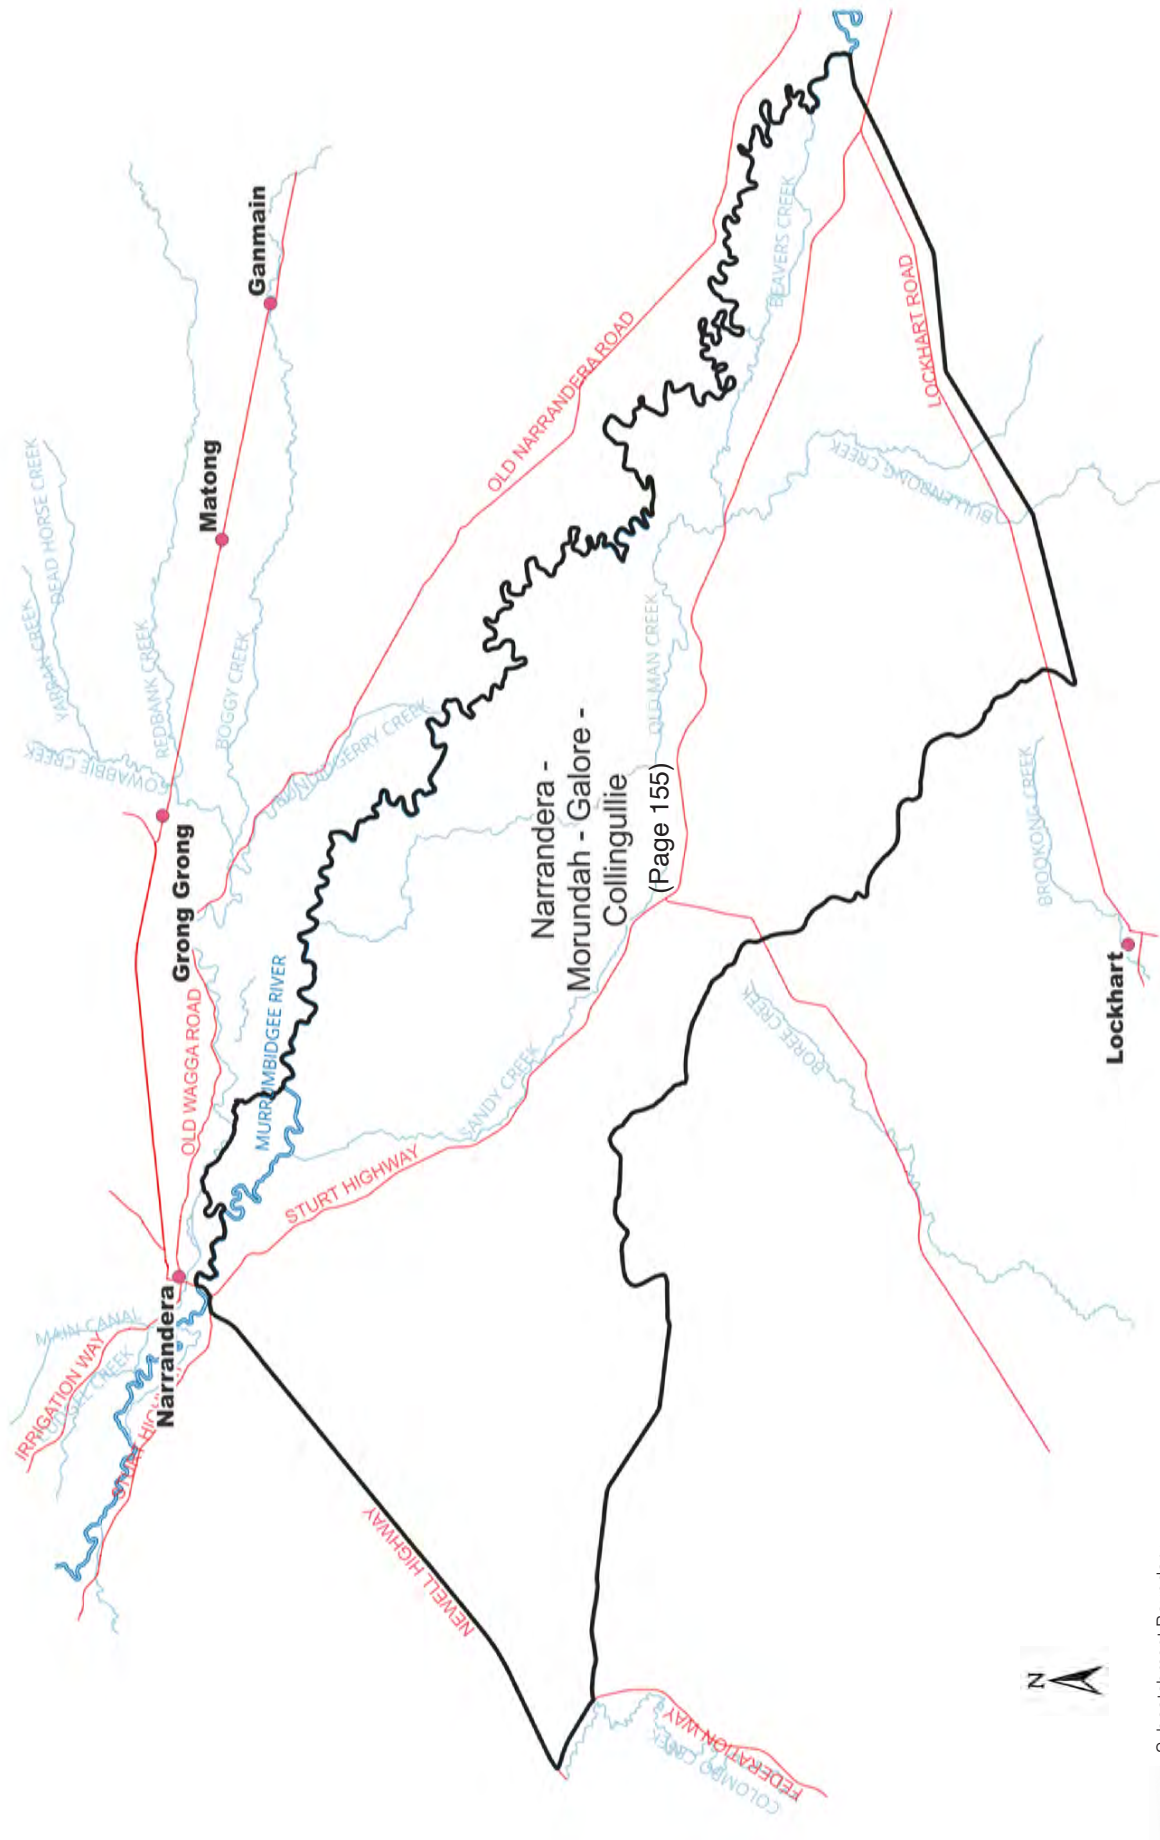 IRRIGATION WAY
MAIN CANAL
STURT HIGHWAY
Narrandera
OLD WAGGA ROAD
MURRUMBIDGEE RIVER
Grong Grong
YARRAN CREEK
DEAD HORSE CREEK
REDBANK CREEK
BOGGY CREEK
Matong
Ganmain
OLD NARRANDERA ROAD
STURT HIGHWAY
SANDY CREEK
NEWELL HIGHWAY
Narrandera -
Morundah - Galore -
Collingullie
(Page 155)
OLD MAN CREEK
BEAVERS CREEK
BULLENBONG CREEK
LOCKHART ROAD
BOREE CREEK
BROOKONG CREEK
Lockhart
COLOMBO CREEK
FEDERATION WAY
N